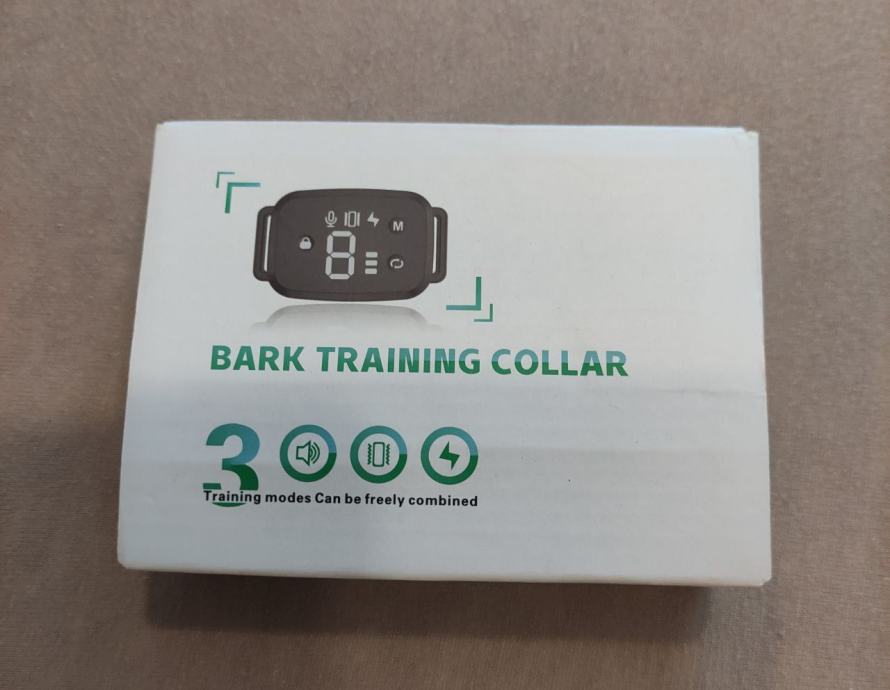 M
8
BARK TRAINING COLLAR
3
Training modes Can be freely combined